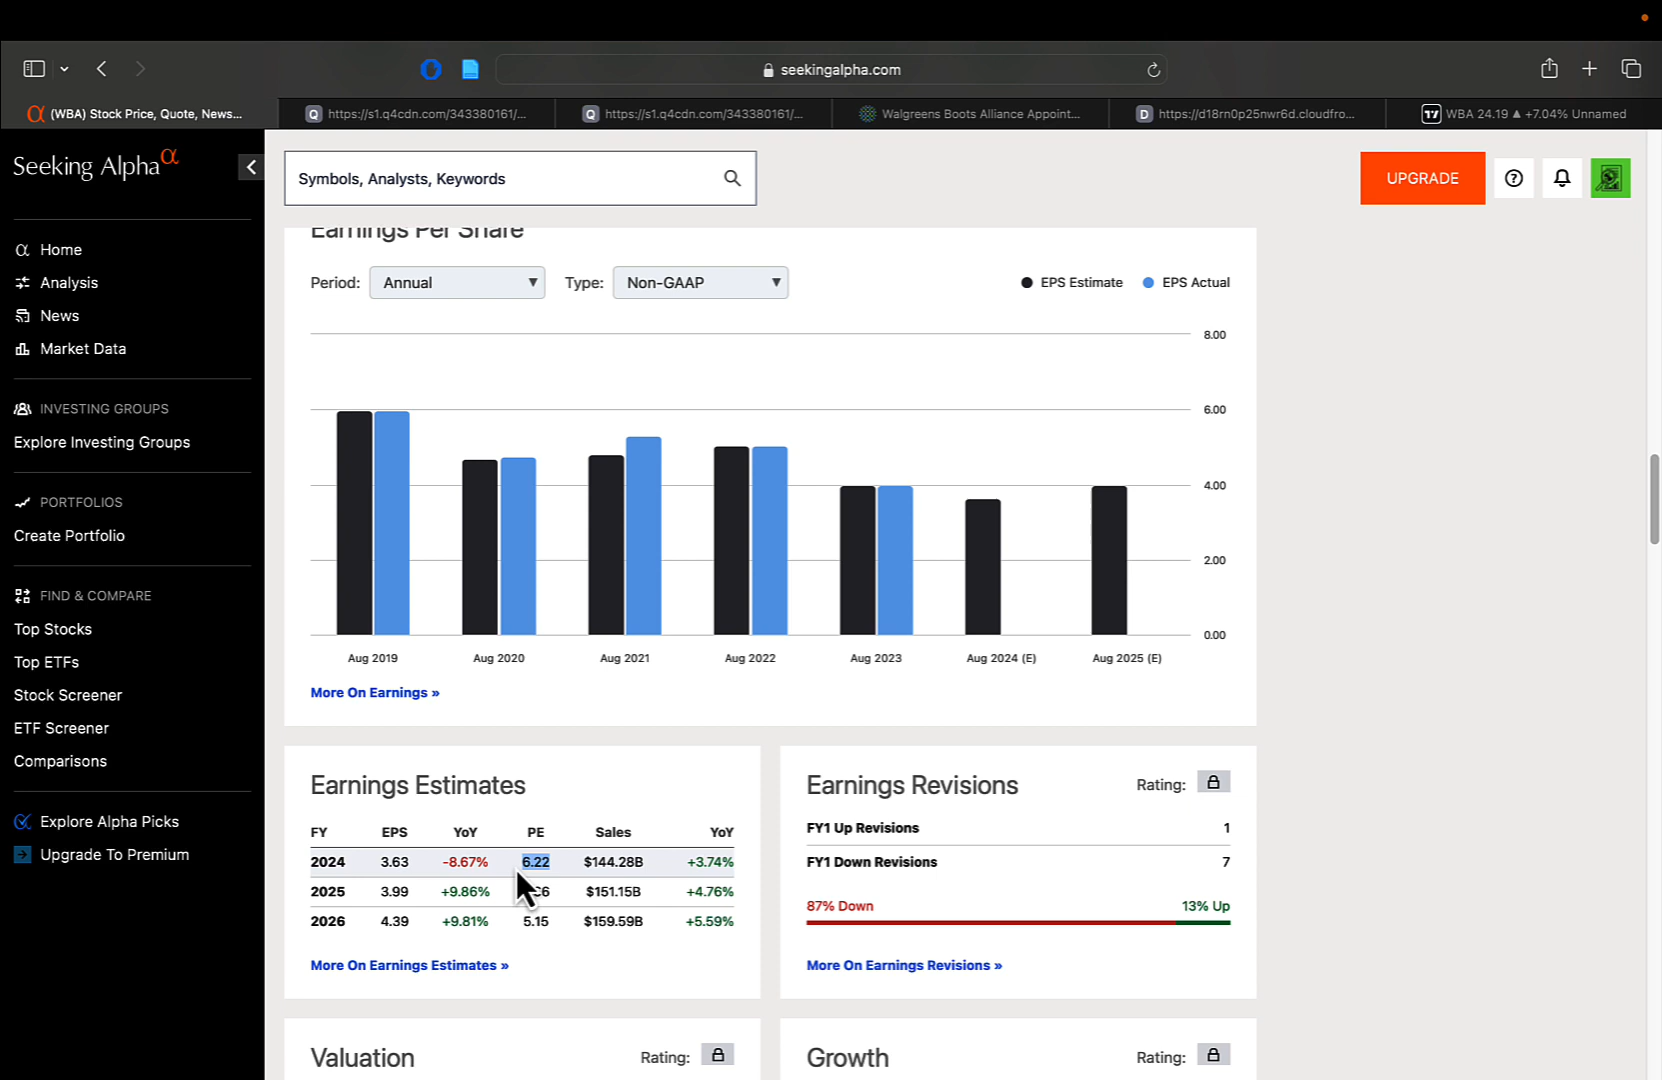 seekingalpha.com
(WBA) Stock Price, Quote, News...
https://s1.q4cdn.com/343380161/...
https://s1.q4cdn.com/343380161/...
Walgreens Boots Alliance Appoint...
D
https://d18rn0p25nwr6d.cloudfro...
WBA 24.19 ▲ +7.04% Unnamed
Seeking Alpha α
Symbols, Analysts, Keywords
UPGRADE
Home
Analysis
News
Market Data
INVESTING GROUPS
Explore Investing Groups
PORTFOLIOS
Create Portfolio
FIND & COMPARE
Top Stocks
Top ETFs
Stock Screener
ETF Screener
Comparisons
Explore Alpha Picks
Upgrade To Premium
Earnings Per Share
Period: Annual Type: Non-GAAP
EPS Estimate EPS Actual
8.00
6.00
4.00
2.00
0.00
Aug 2019 Aug 2020 Aug 2021 Aug 2022 Aug 2023 Aug 2024 (E) Aug 2025 (E)
More On Earnings »
Earnings Estimates
FY EPS YoY PE Sales YoY
2024 3.63 -8.67% 6.22 $144.28B +3.74%
2025 3.99 +9.86% $151.15B +4.76%
2026 4.39 +9.81% 5.15 $159.59B +5.59%
More On Earnings Estimates »
Earnings Revisions Rating:
FY1 Up Revisions 1
FY1 Down Revisions 7
87% Down 13% Up
More On Earnings Revisions »
Valuation Rating:
Growth Rating: